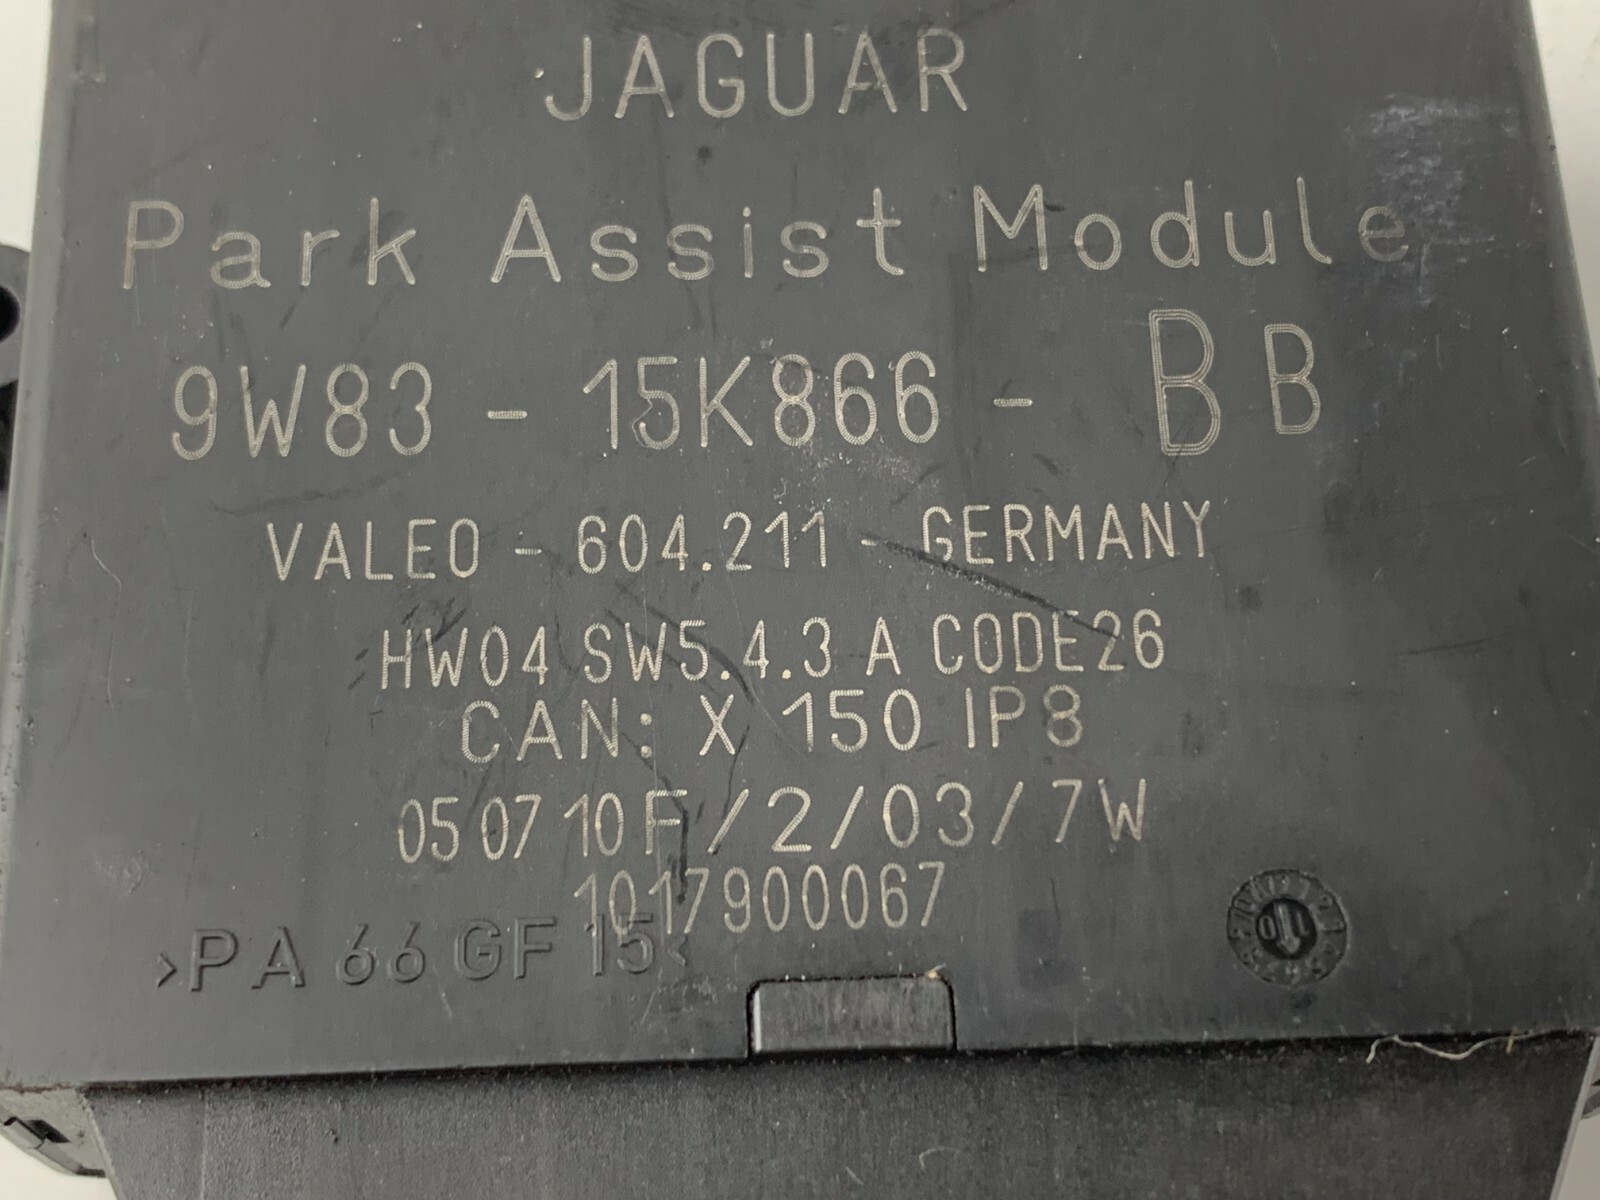 JAGUAR
Park Assist Module
9W83 - 15K866 - BB
VALEO - 604.211 - GERMANY
HW04 SW5.4.3 A CODE26
CAN: X 150 IP8
05 07 10 F/2/03/7W
1017900067
>PA 66 GF 15<